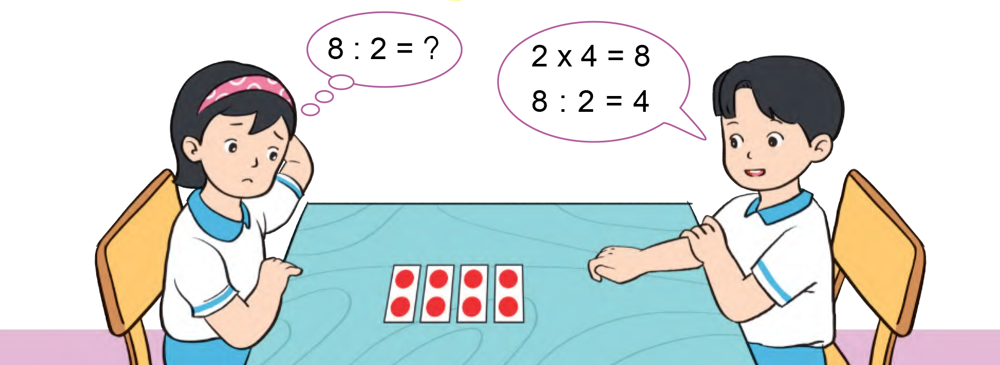 8 : 2 = ?
2 x 4 = 8
8 : 2 = 4